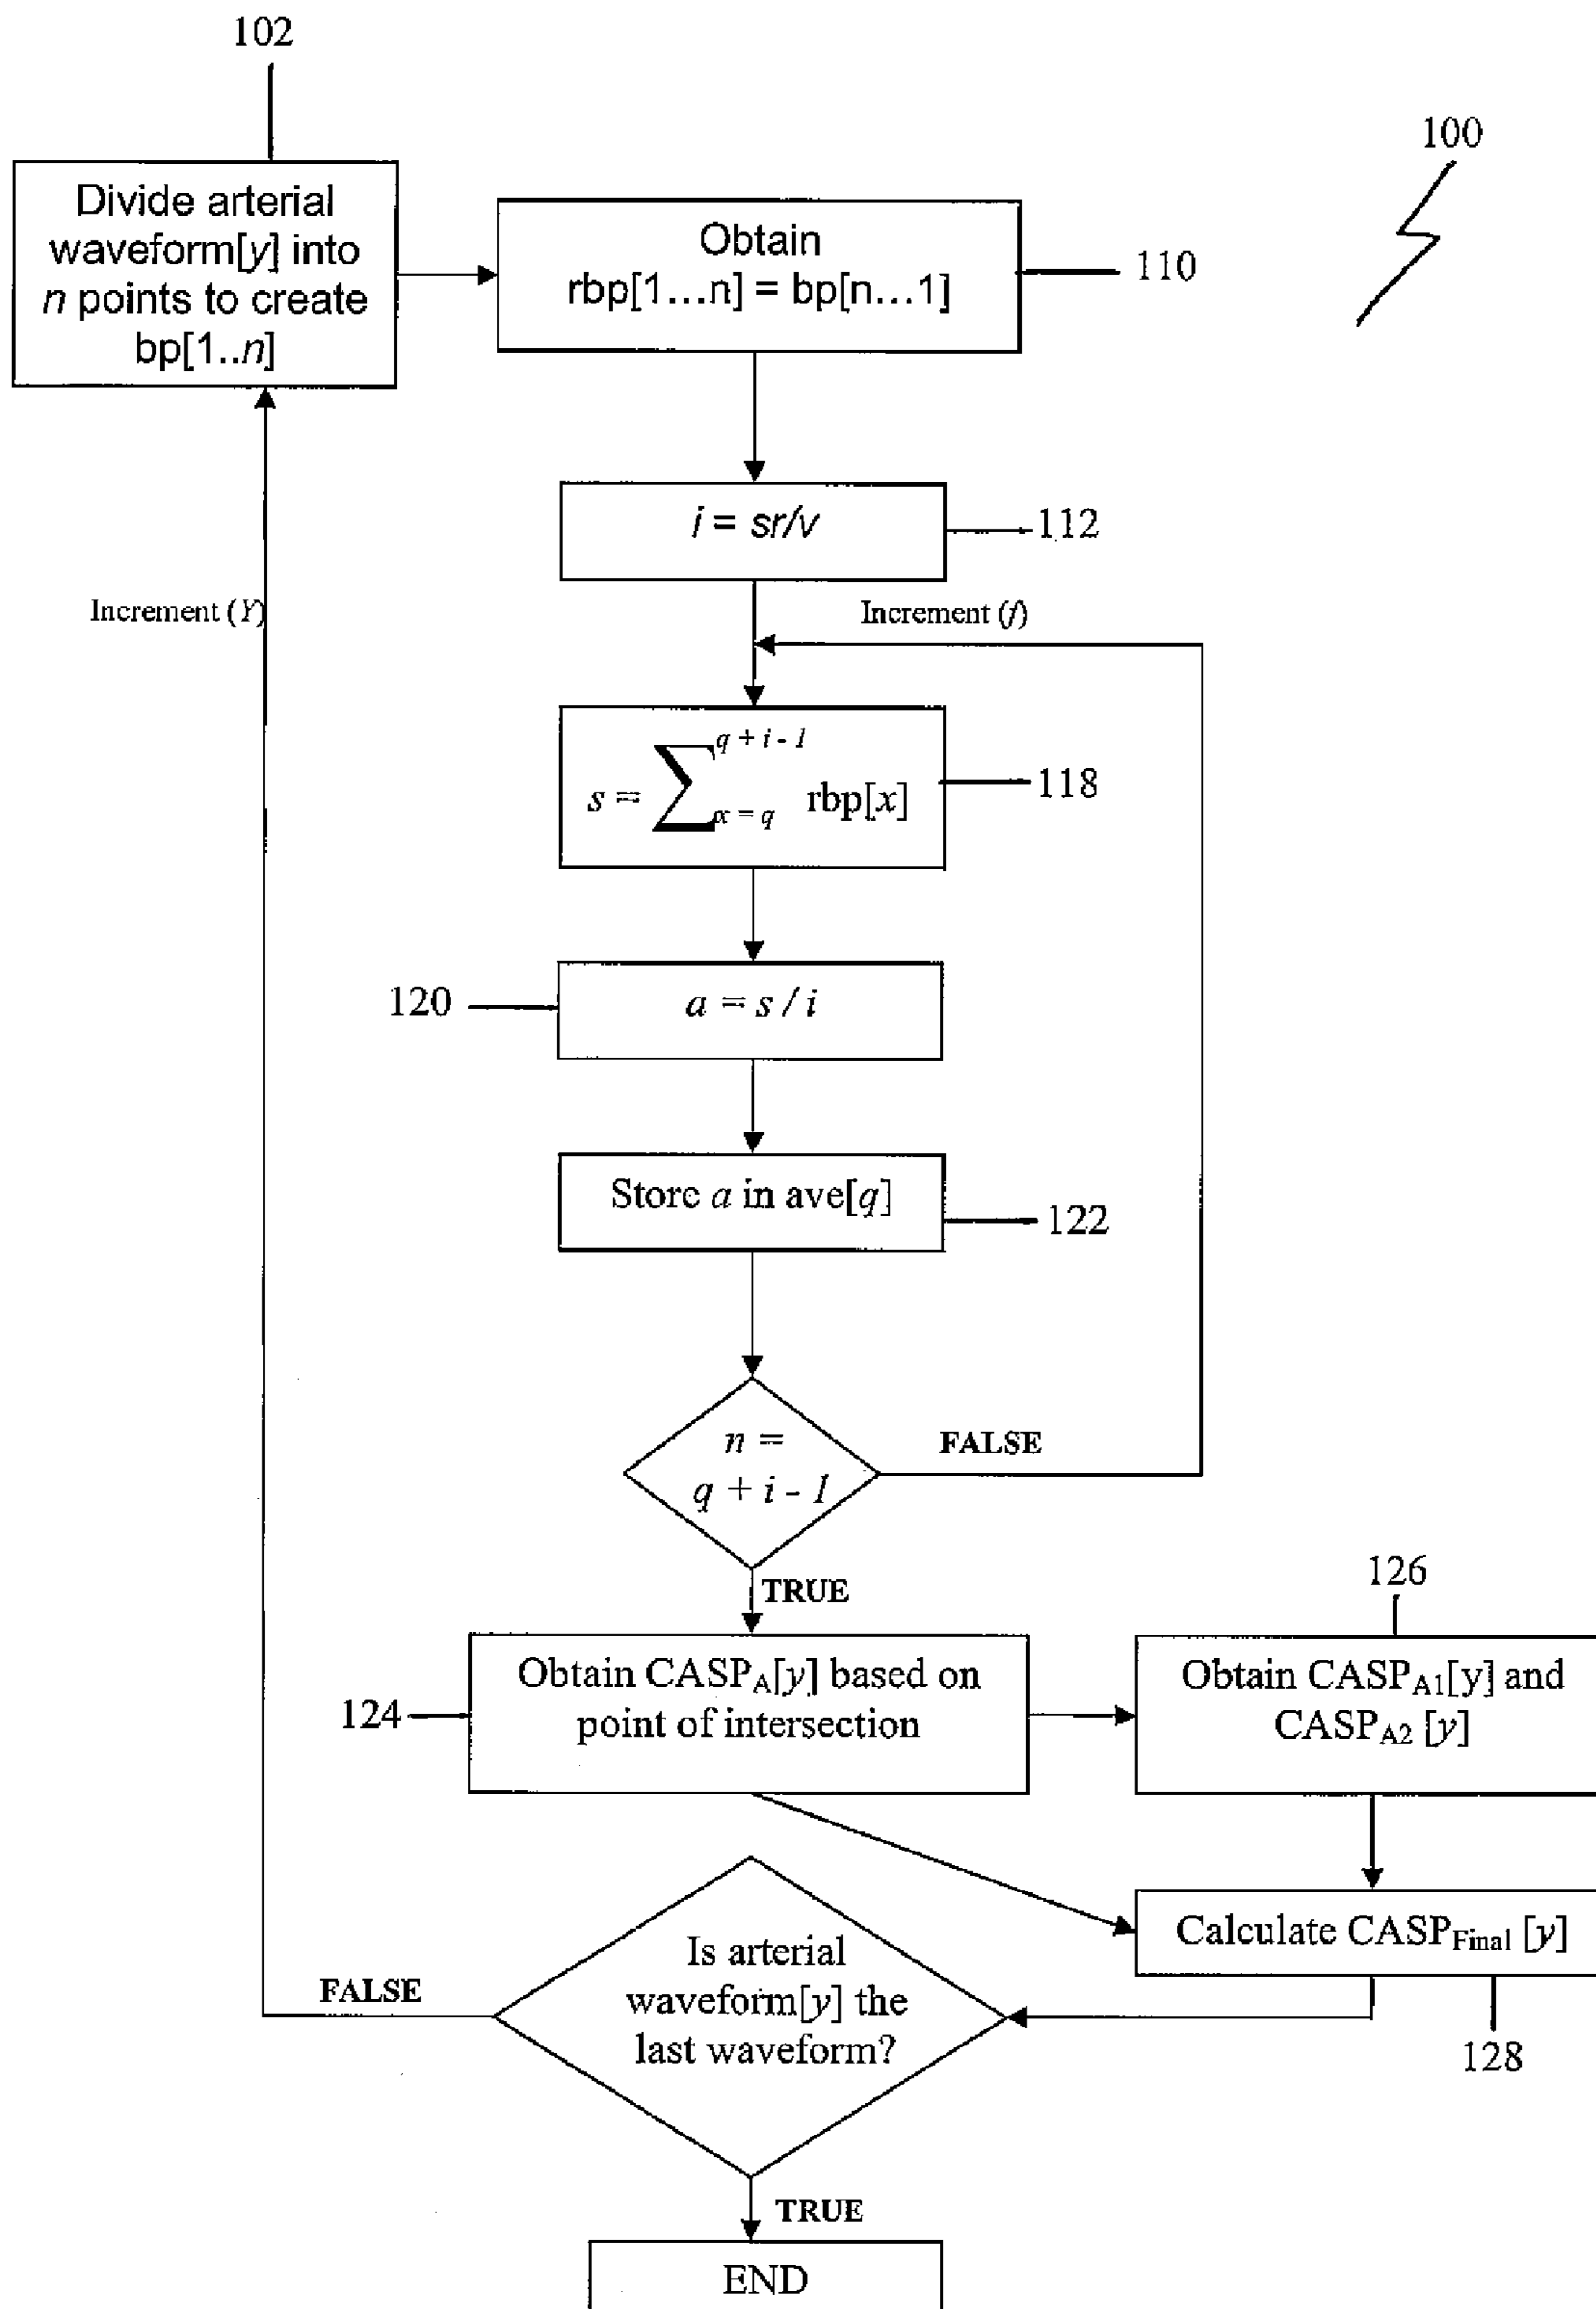 102
100
Divide arterial
waveform[y] into
n points to create
bp[1..n]
Obtain
rbp[1...n] = bp[n...1]
110
i = sr/v
112
Increment (Y)
Increment (f)
s = ∑ x = q q + i - 1 rbp[x]
118
120
a = s / i
Store a in ave[q]
122
n =
q + i - 1
FALSE
TRUE
126
124
Obtain CASPA[y] based on
point of intersection
Obtain CASPA1[y] and
CASPA2 [y]
Calculate CASPFinal [y]
128
Is arterial
waveform[y] the
last waveform?
FALSE
TRUE
END